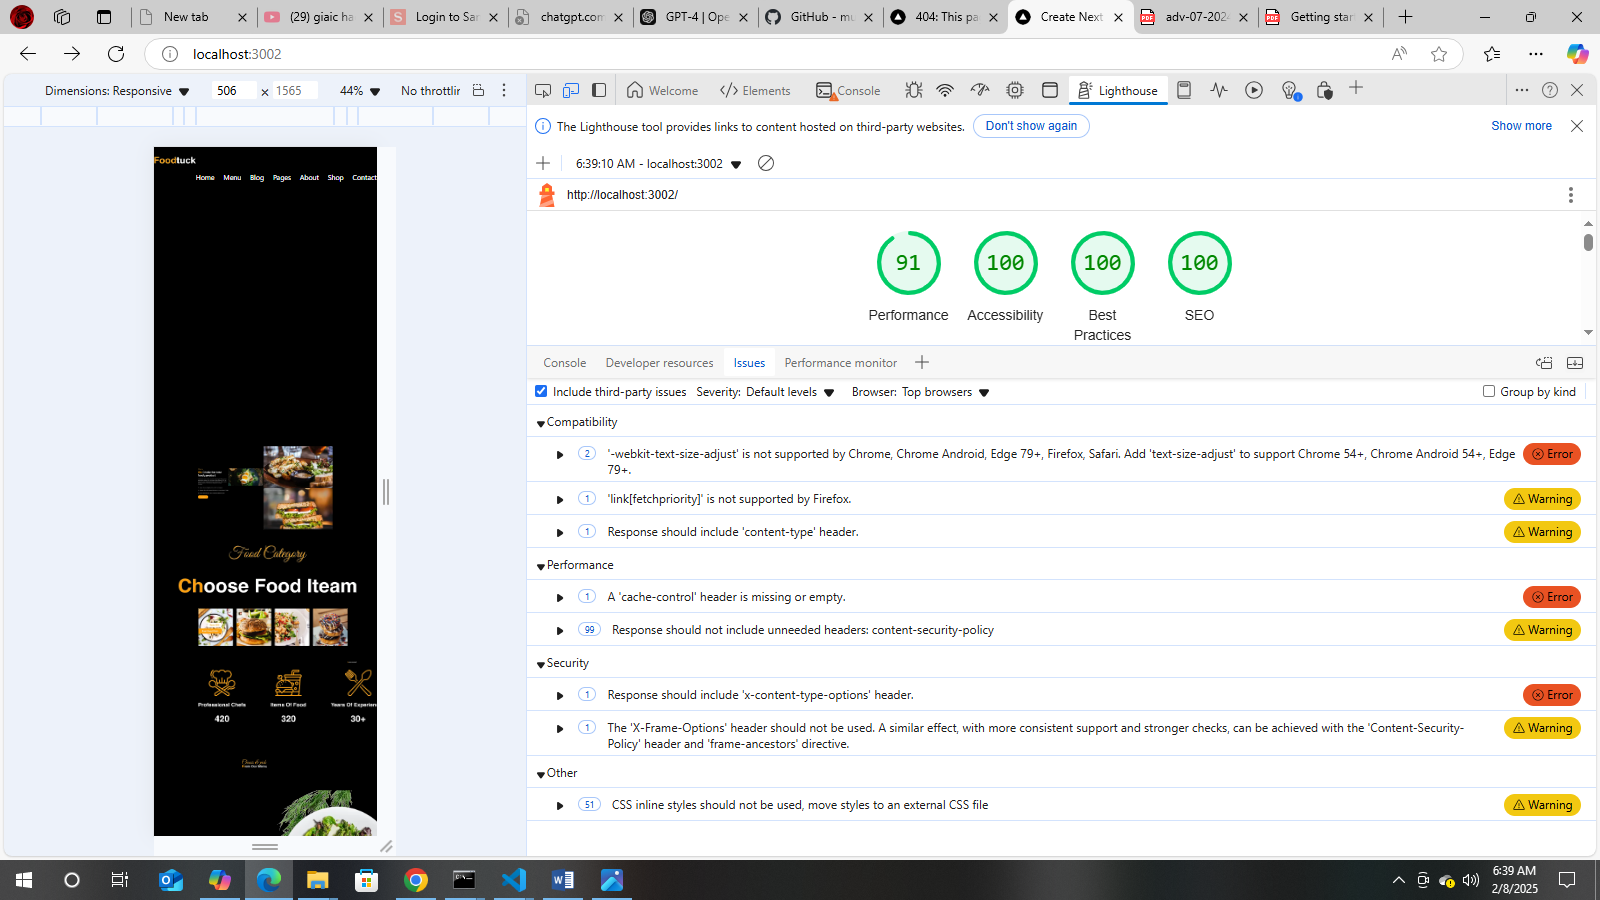 New tab
(29) giaic ha
Login to Sar
chatgpt.com
GPT-4 | Ope
GitHub - mu
404: This pa
Create Next
adv-07-2024
Getting star
localhost:3002
Dimensions: Responsive
506 × 1565
44%
No throttlin
Welcome
Elements
Console
Lighthouse
The Lighthouse tool provides links to content hosted on third-party websites.
Don't show again
Show more
6:39:10 AM - localhost:3002
http://localhost:3002/
91 100 100 100
Performance
Accessibility
Best
Practices
SEO
Foodtuck
Home Menu Blog Pages About Shop Contact
Food Category
Choose Food Iteam
Professional Chefs
Items Of Food
Years Of Experien
420
320
30+
Console
Developer resources
Issues
Performance monitor
Include third-party issues
Severity: Default levels
Browser: Top browsers
Group by kind
Compatibility
2 '-webkit-text-size-adjust' is not supported by Chrome, Chrome Android, Edge 79+, Firefox, Safari. Add 'text-size-adjust' to support Chrome 54+, Chrome Android 54+, Edge
79+.
Error
1 'link[fetchpriority]' is not supported by Firefox.
Warning
1 Response should include 'content-type' header.
Warning
Performance
1 A 'cache-control' header is missing or empty.
Error
99 Response should not include unneeded headers: content-security-policy
Warning
Security
1 Response should include 'x-content-type-options' header.
Error
1 The 'X-Frame-Options' header should not be used. A similar effect, with more consistent support and stronger checks, can be achieved with the 'Content-Security-
Policy' header and 'frame-ancestors' directive.
Warning
Other
51 CSS inline styles should not be used, move styles to an external CSS file
Warning
6:39 AM
2/8/2025